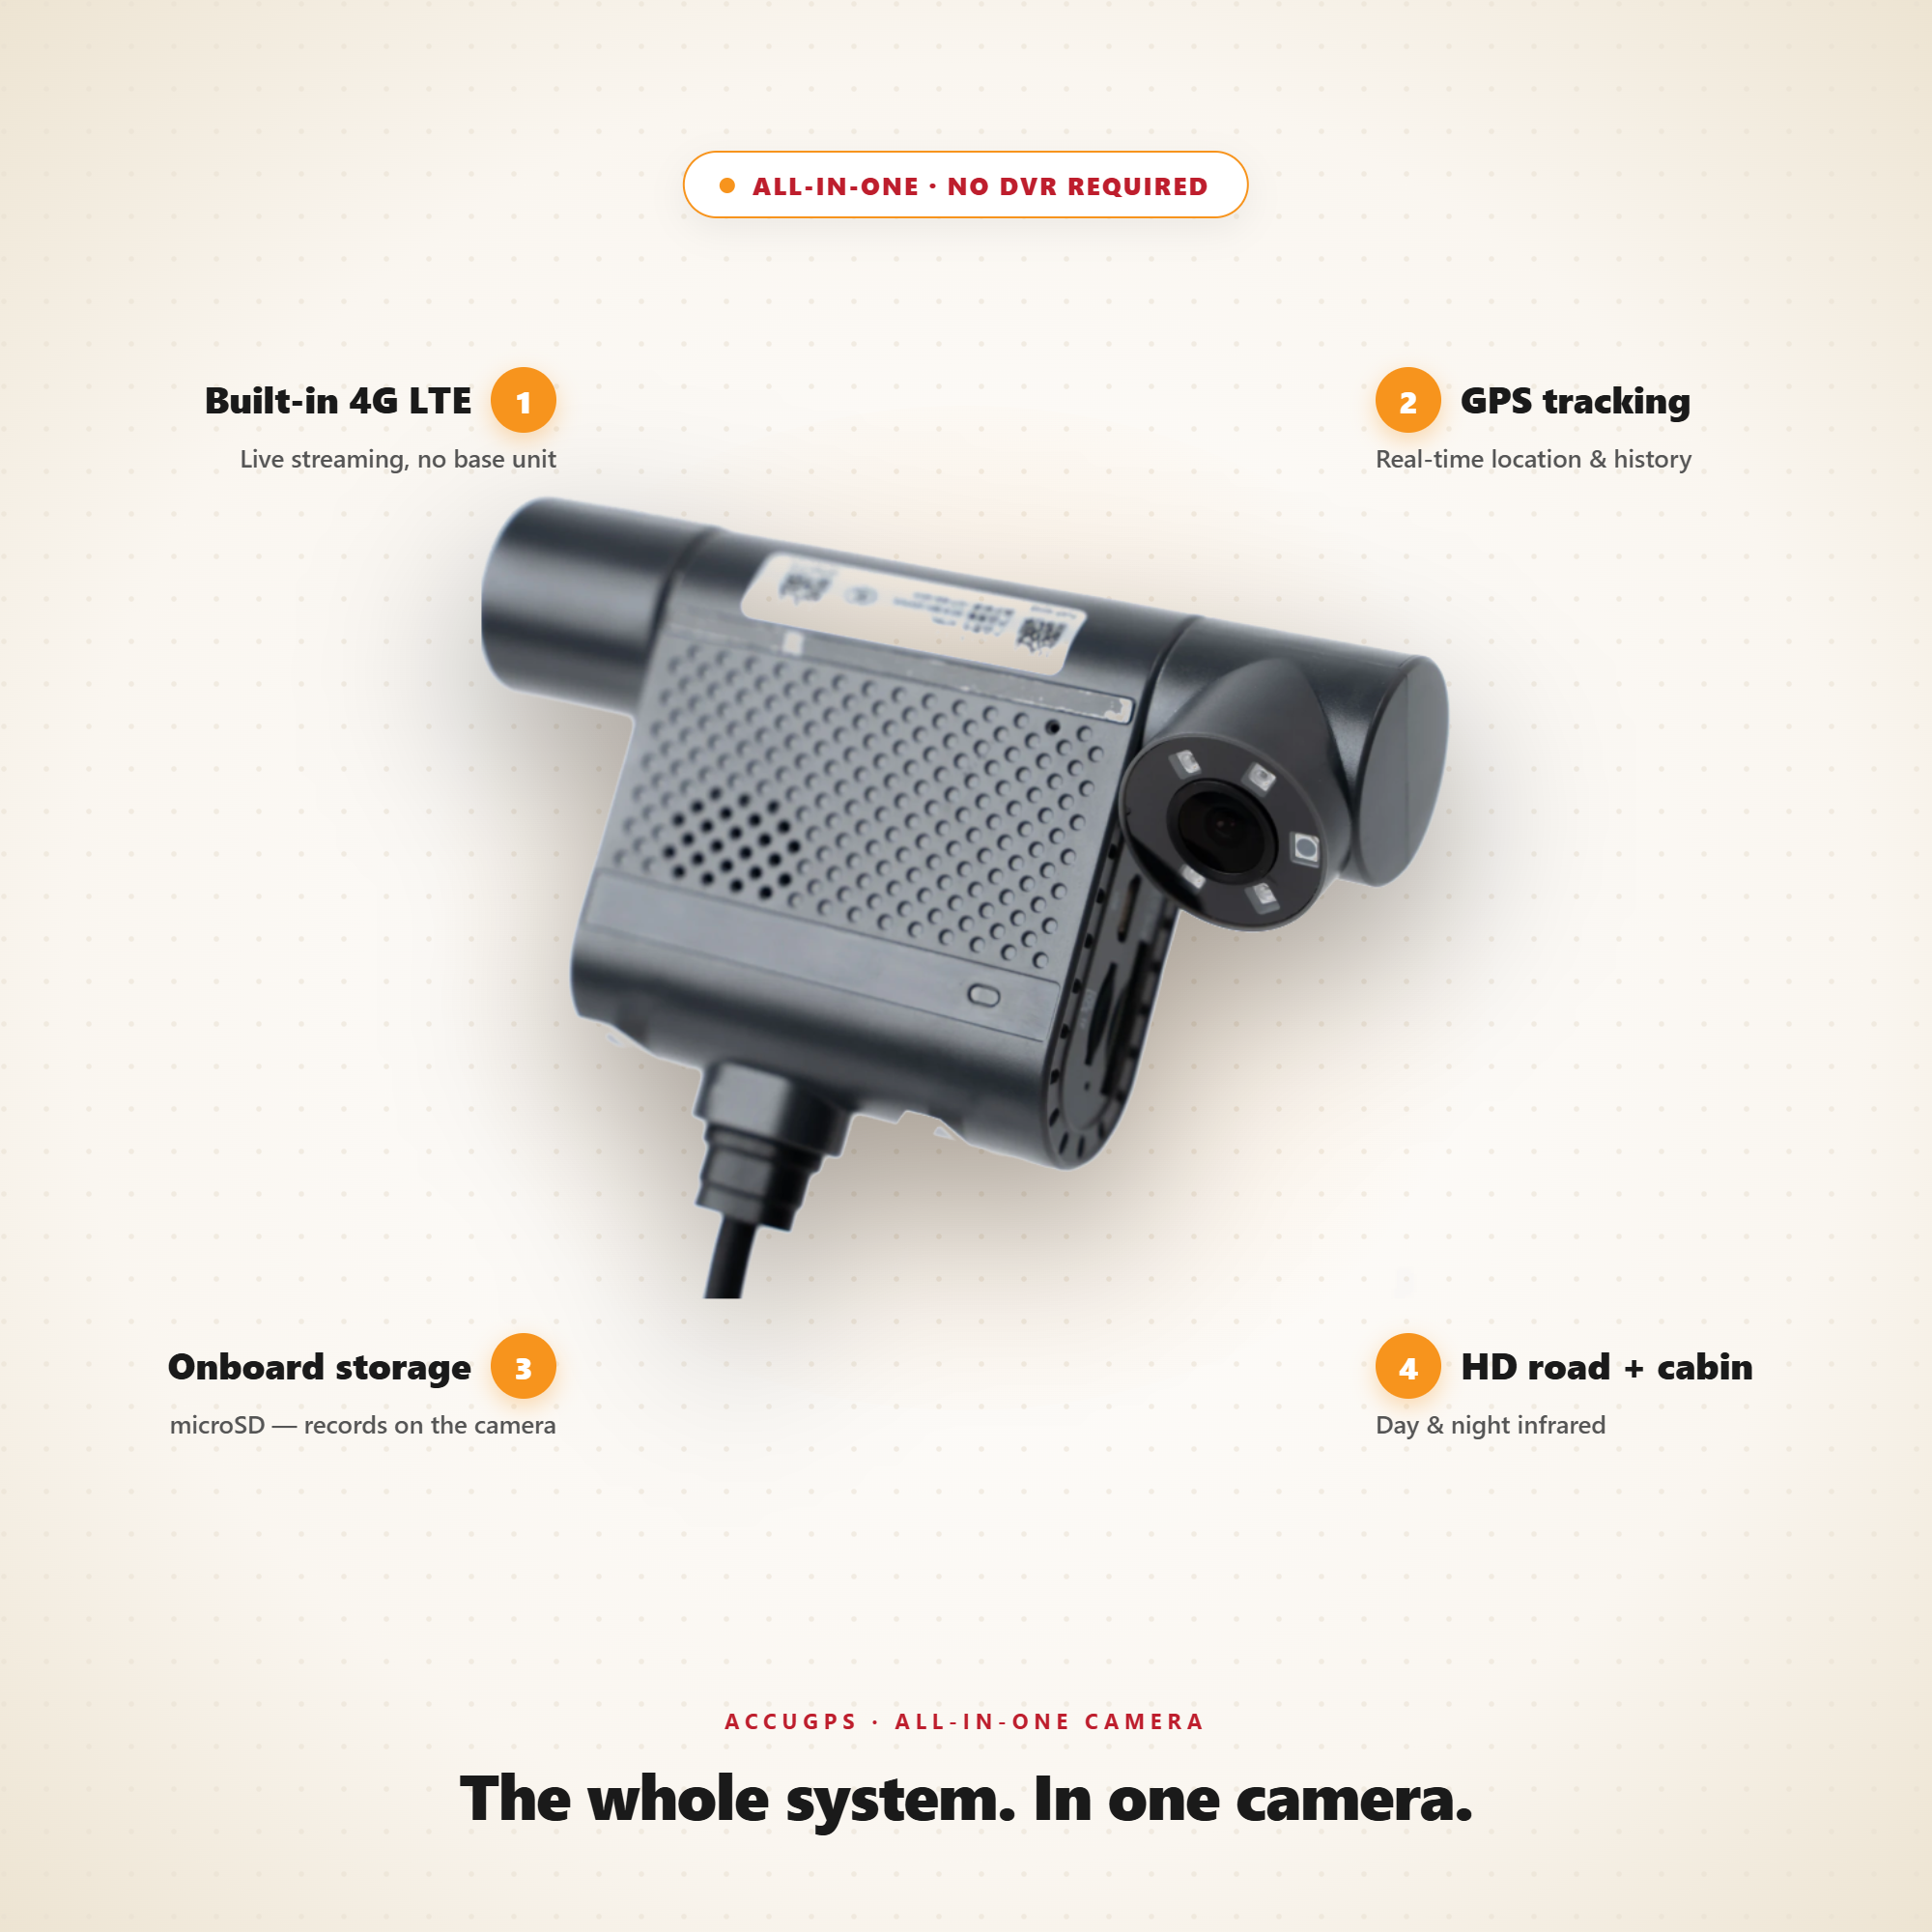 ALL-IN-ONE · NO DVR REQUIRED
Built-in 4G LTE 1
Live streaming, no base unit
2 GPS tracking
Real-time location & history
Onboard storage 3
microSD — records on the camera
4 HD road + cabin
Day & night infrared
ACCUGPS · ALL-IN-ONE CAMERA
The whole system. In one camera.